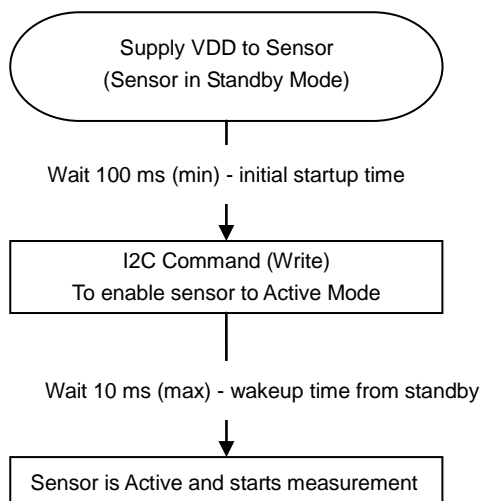 Supply VDD to Sensor
(Sensor in Standby Mode)
Wait 100 ms (min) - initial startup time
I2C Command (Write)
To enable sensor to Active Mode
Wait 10 ms (max) - wakeup time from standby
Sensor is Active and starts measurement